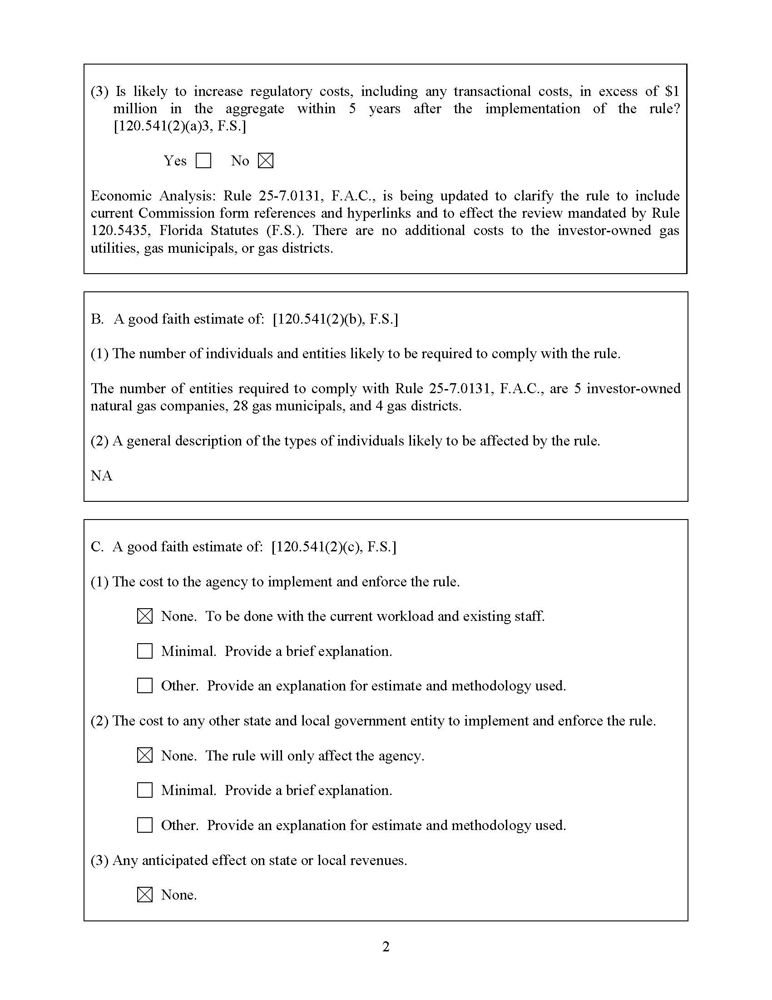 (3) Is likely to increase regulatory costs, including any transactional costs, in excess of $1
million in the aggregate within 5 years after the implementation of the rule?
[120.541(2)(a)3, F.S.]
Yes ☐ No ☒
Economic Analysis: Rule 25-7.0131, F.A.C., is being updated to clarify the rule to include
current Commission form references and hyperlinks and to effect the review mandated by Rule
120.5435, Florida Statutes (F.S.). There are no additional costs to the investor-owned gas
utilities, gas municipals, or gas districts.
B. A good faith estimate of: [120.541(2)(b), F.S.]
(1) The number of individuals and entities likely to be required to comply with the rule.
The number of entities required to comply with Rule 25-7.0131, F.A.C., are 5 investor-owned
natural gas companies, 28 gas municipals, and 4 gas districts.
(2) A general description of the types of individuals likely to be affected by the rule.
NA
C. A good faith estimate of: [120.541(2)(c), F.S.]
(1) The cost to the agency to implement and enforce the rule.
☒ None. To be done with the current workload and existing staff.
☐ Minimal. Provide a brief explanation.
☐ Other. Provide an explanation for estimate and methodology used.
(2) The cost to any other state and local government entity to implement and enforce the rule.
☒ None. The rule will only affect the agency.
☐ Minimal. Provide a brief explanation.
☐ Other. Provide an explanation for estimate and methodology used.
(3) Any anticipated effect on state or local revenues.
☒ None.
2